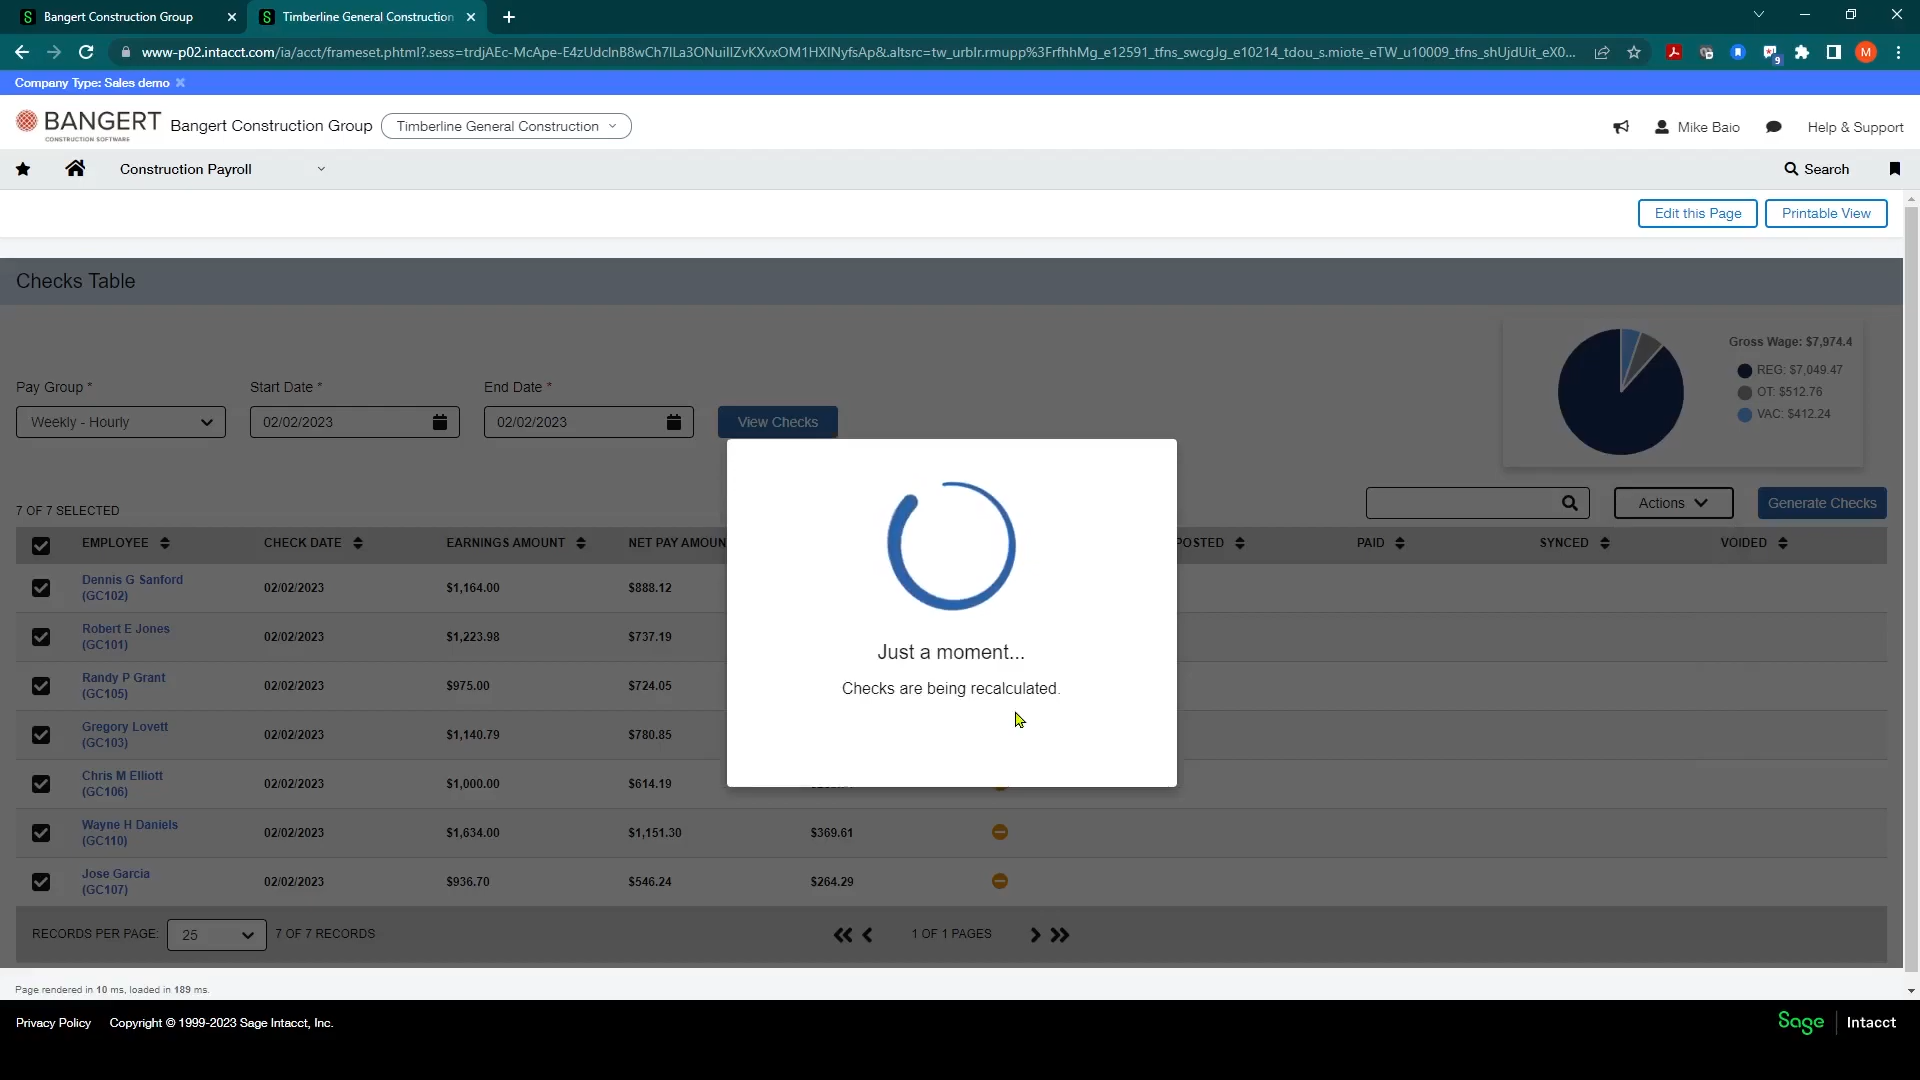 Bangert Construction Group
Timberline General Construction
www-p02.intacct.com/ia/acct/frameset.phtml?.sess=trdjAEc-McApe-E4zUdclnB8wCh7lLa3ONuiIlZvKXvxOM1HXlNyfsAp&.altsrc=tw_urblr.rmupp%3FrfhhMg_e12591_tfns_swcgJg_e10214_tdou_s.miote_eTW_u10009_tfns_shUjdUit_eX0...
9
M
Company Type: Sales demo
BANGERT
CONSTRUCTION SOFTWARE
Bangert Construction Group
Timberline General Construction
Mike Baio
Help & Support
Construction Payroll
Search
Edit this Page
Printable View
Checks Table
Gross Wage: $7,974.4
REG: $7,049.47
OT: $512.76
VAC: $412.24
Pay Group *
Start Date *
End Date *
Weekly - Hourly
02/02/2023
02/02/2023
View Checks
7 OF 7 SELECTED
Actions
Generate Checks
EMPLOYEE CHECK DATE EARNINGS AMOUNT NET PAY AMOUN POSTED PAID SYNCED VOIDED
Dennis G Sanford
(GC102)
02/02/2023 $1,164.00 $888.12
Robert E Jones
(GC101)
02/02/2023 $1,223.98 $737.19
Randy P Grant
(GC105)
02/02/2023 $975.00 $724.05
Gregory Lovett
(GC103)
02/02/2023 $1,140.79 $780.85
Chris M Elliott
(GC106)
02/02/2023 $1,000.00 $614.19
Wayne H Daniels
(GC110)
02/02/2023 $1,634.00 $1,151.30 $369.61
Jose Garcia
(GC107)
02/02/2023 $936.70 $546.24 $264.29
Just a moment...
Checks are being recalculated.
RECORDS PER PAGE: 25 7 OF 7 RECORDS
1 OF 1 PAGES
Page rendered in 10 ms, loaded in 189 ms.
Privacy Policy Copyright © 1999-2023 Sage Intacct, Inc.
Sage Intacct